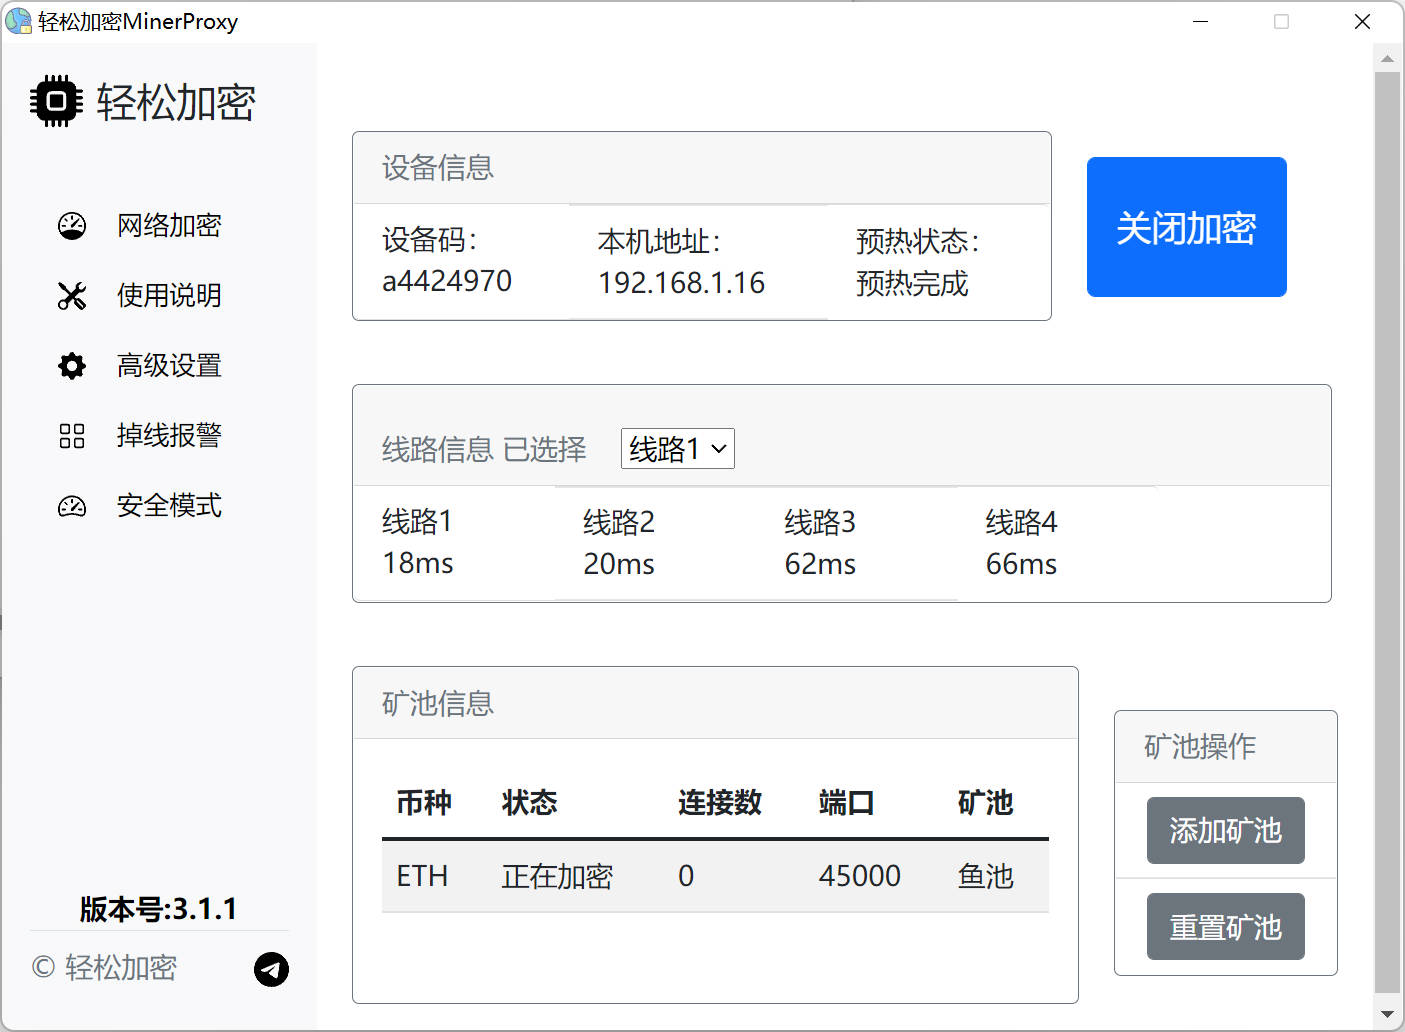 轻松加密MinerProxy
轻松加密
网络加密
使用说明
高级设置
掉线报警
安全模式
版本号:3.1.1
© 轻松加密
设备信息
设备码:
a4424970
本机地址:
192.168.1.16
预热状态:
预热完成
关闭加密
线路信息 已选择 线路1
线路1
18ms
线路2
20ms
线路3
62ms
线路4
66ms
矿池信息
币种 状态 连接数 端口 矿池
ETH 正在加密 0 45000 鱼池
矿池操作
添加矿池
重置矿池